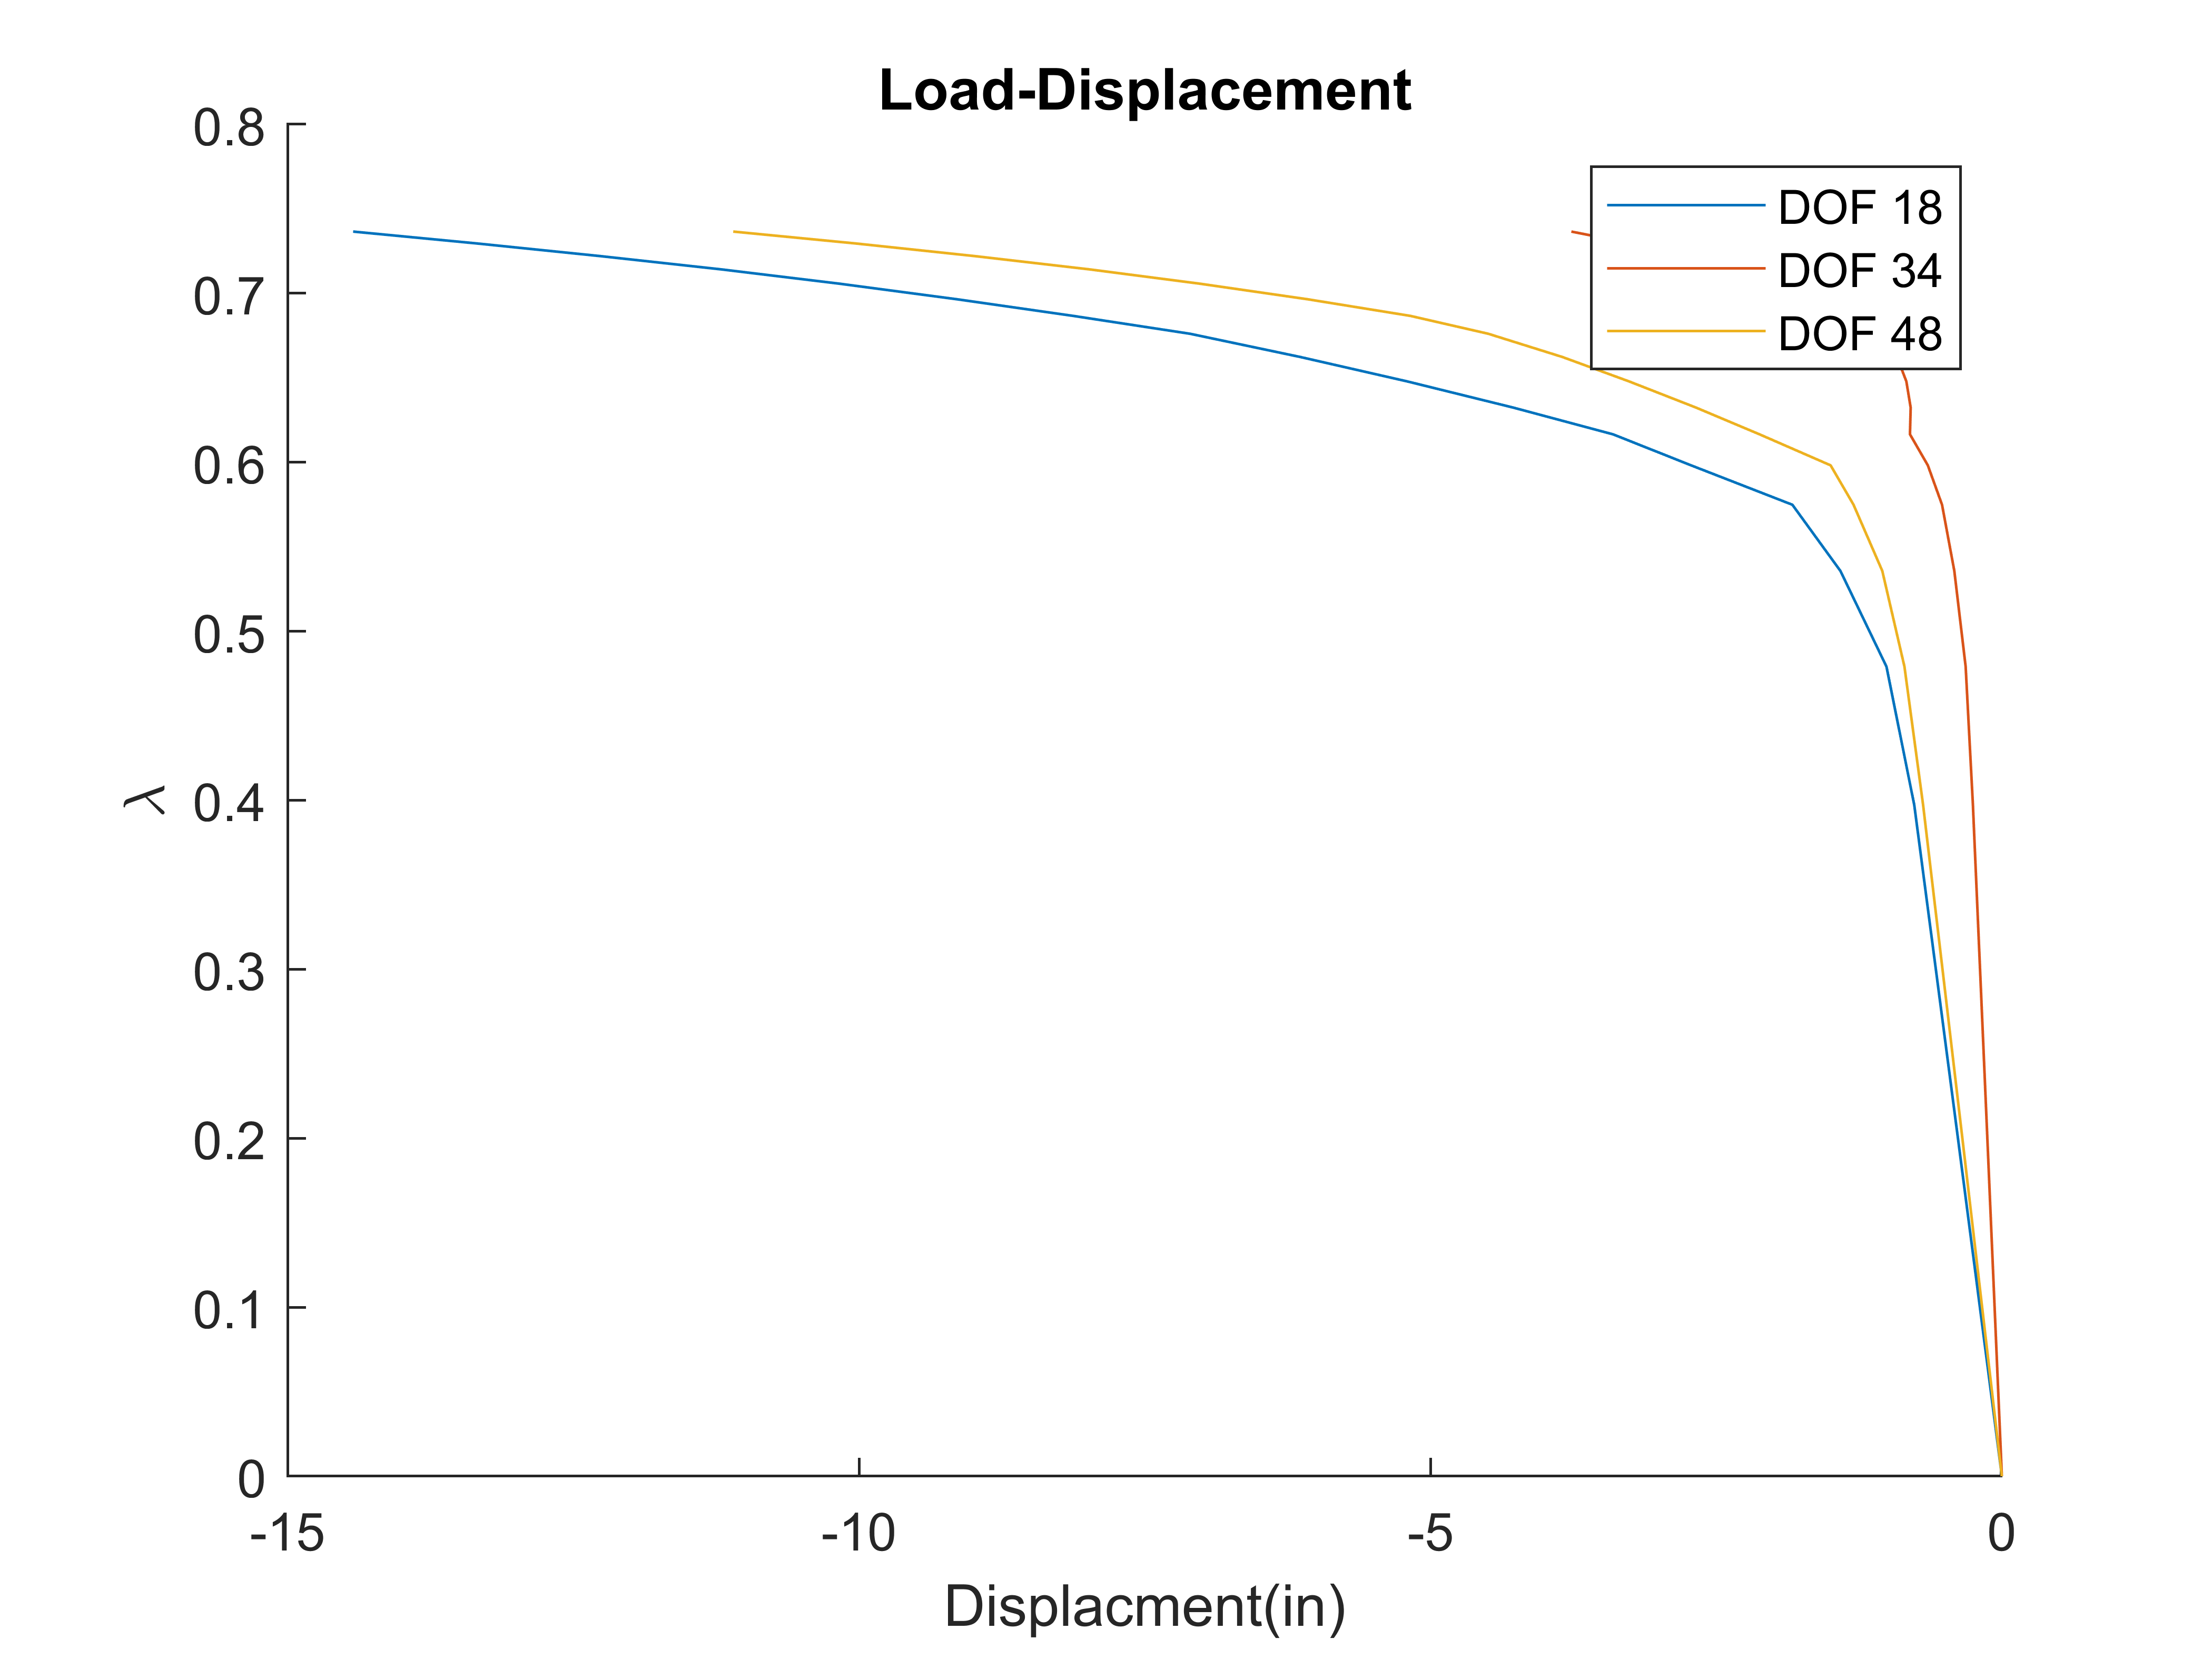 Load-Displacement
0.8
0.7
0.6
0.5
0.4
0.3
0.2
0.1
0
λ
DOF 18
DOF 34
DOF 48
-15 -10 -5 0
Displacment(in)